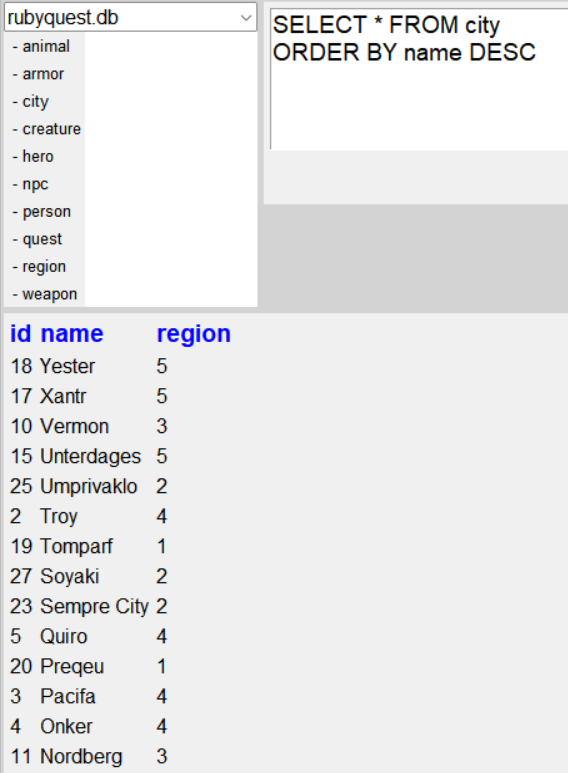 rubyquest.db
- animal
- armor
- city
- creature
- hero
- npc
- person
- quest
- region
- weapon
SELECT * FROM city
ORDER BY name DESC
id name region
18 Yester 5
17 Xantr 5
10 Vermon 3
15 Unterdages 5
25 Umprivaklo 2
2 Troy 4
19 Tomparf 1
27 Soyaki 2
23 Sempre City 2
5 Quiro 4
20 Preqeu 1
3 Pacifa 4
4 Onker 4
11 Nordberg 3